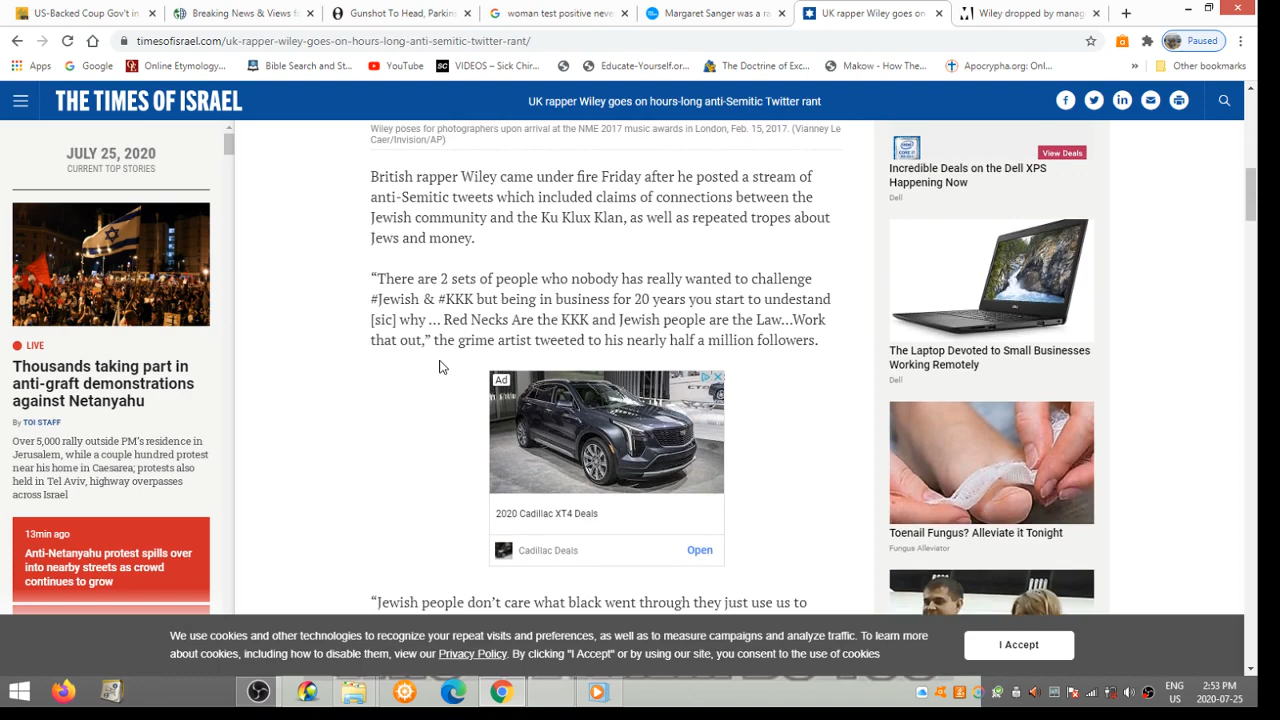 US-Backed Coup Gov't in
Breaking News & Views f
Gunshot To Head, Parkin
woman test positive neve
Margaret Sanger was a ra
UK rapper Wiley goes on
Wiley dropped by manag
timesofisrael.com/uk-rapper-wiley-goes-on-hours-long-anti-semitic-twitter-rant/
Paused
Apps
Google
Online Etymology...
Bible Search and St...
YouTube
VIDEOS – Sick Chir...
Educate-Yourself.or...
The Doctrine of Exc...
Makow - How The...
Apocrypha.org: Onl...
»
Other bookmarks
THE TIMES OF ISRAEL
UK rapper Wiley goes on hours-long anti-Semitic Twitter rant
JULY 25, 2020
CURRENT TOP STORIES
LIVE
Thousands taking part in
anti-graft demonstrations
against Netanyahu
By TOI STAFF
Over 5,000 rally outside PM's residence in
Jerusalem, while a couple hundred protest
near his home in Caesarea; protests also
held in Tel Aviv, highway overpasses
across Israel
13min ago
Anti-Netanyahu protest spills over
into nearby streets as crowd
continues to grow
Wiley poses for photographers upon arrival at the NME 2017 music awards in London, Feb. 15, 2017. (Vianney Le
Caer/Invision/AP)
British rapper Wiley came under fire Friday after he posted a stream of
anti-Semitic tweets which included claims of connections between the
Jewish community and the Ku Klux Klan, as well as repeated tropes about
Jews and money.
“There are 2 sets of people who nobody has really wanted to challenge
#Jewish & #KKK but being in business for 20 years you start to undestand
[sic] why … Red Necks Are the KKK and Jewish people are the Law…Work
that out,” the grime artist tweeted to his nearly half a million followers.
Ad
2020 Cadillac XT4 Deals
Cadillac Deals
Open
“Jewish people don’t care what black went through they just use us to
View Deals
Incredible Deals on the Dell XPS
Happening Now
Dell
The Laptop Devoted to Small Businesses
Working Remotely
Dell
Toenail Fungus? Alleviate it Tonight
Fungus Alleviator
We use cookies and other technologies to recognize your repeat visits and preferences, as well as to measure campaigns and analyze traffic. To learn more
about cookies, including how to disable them, view our Privacy Policy. By clicking "I Accept" or by using our site, you consent to the use of cookies
I Accept
ENG
US
2:53 PM
2020-07-25